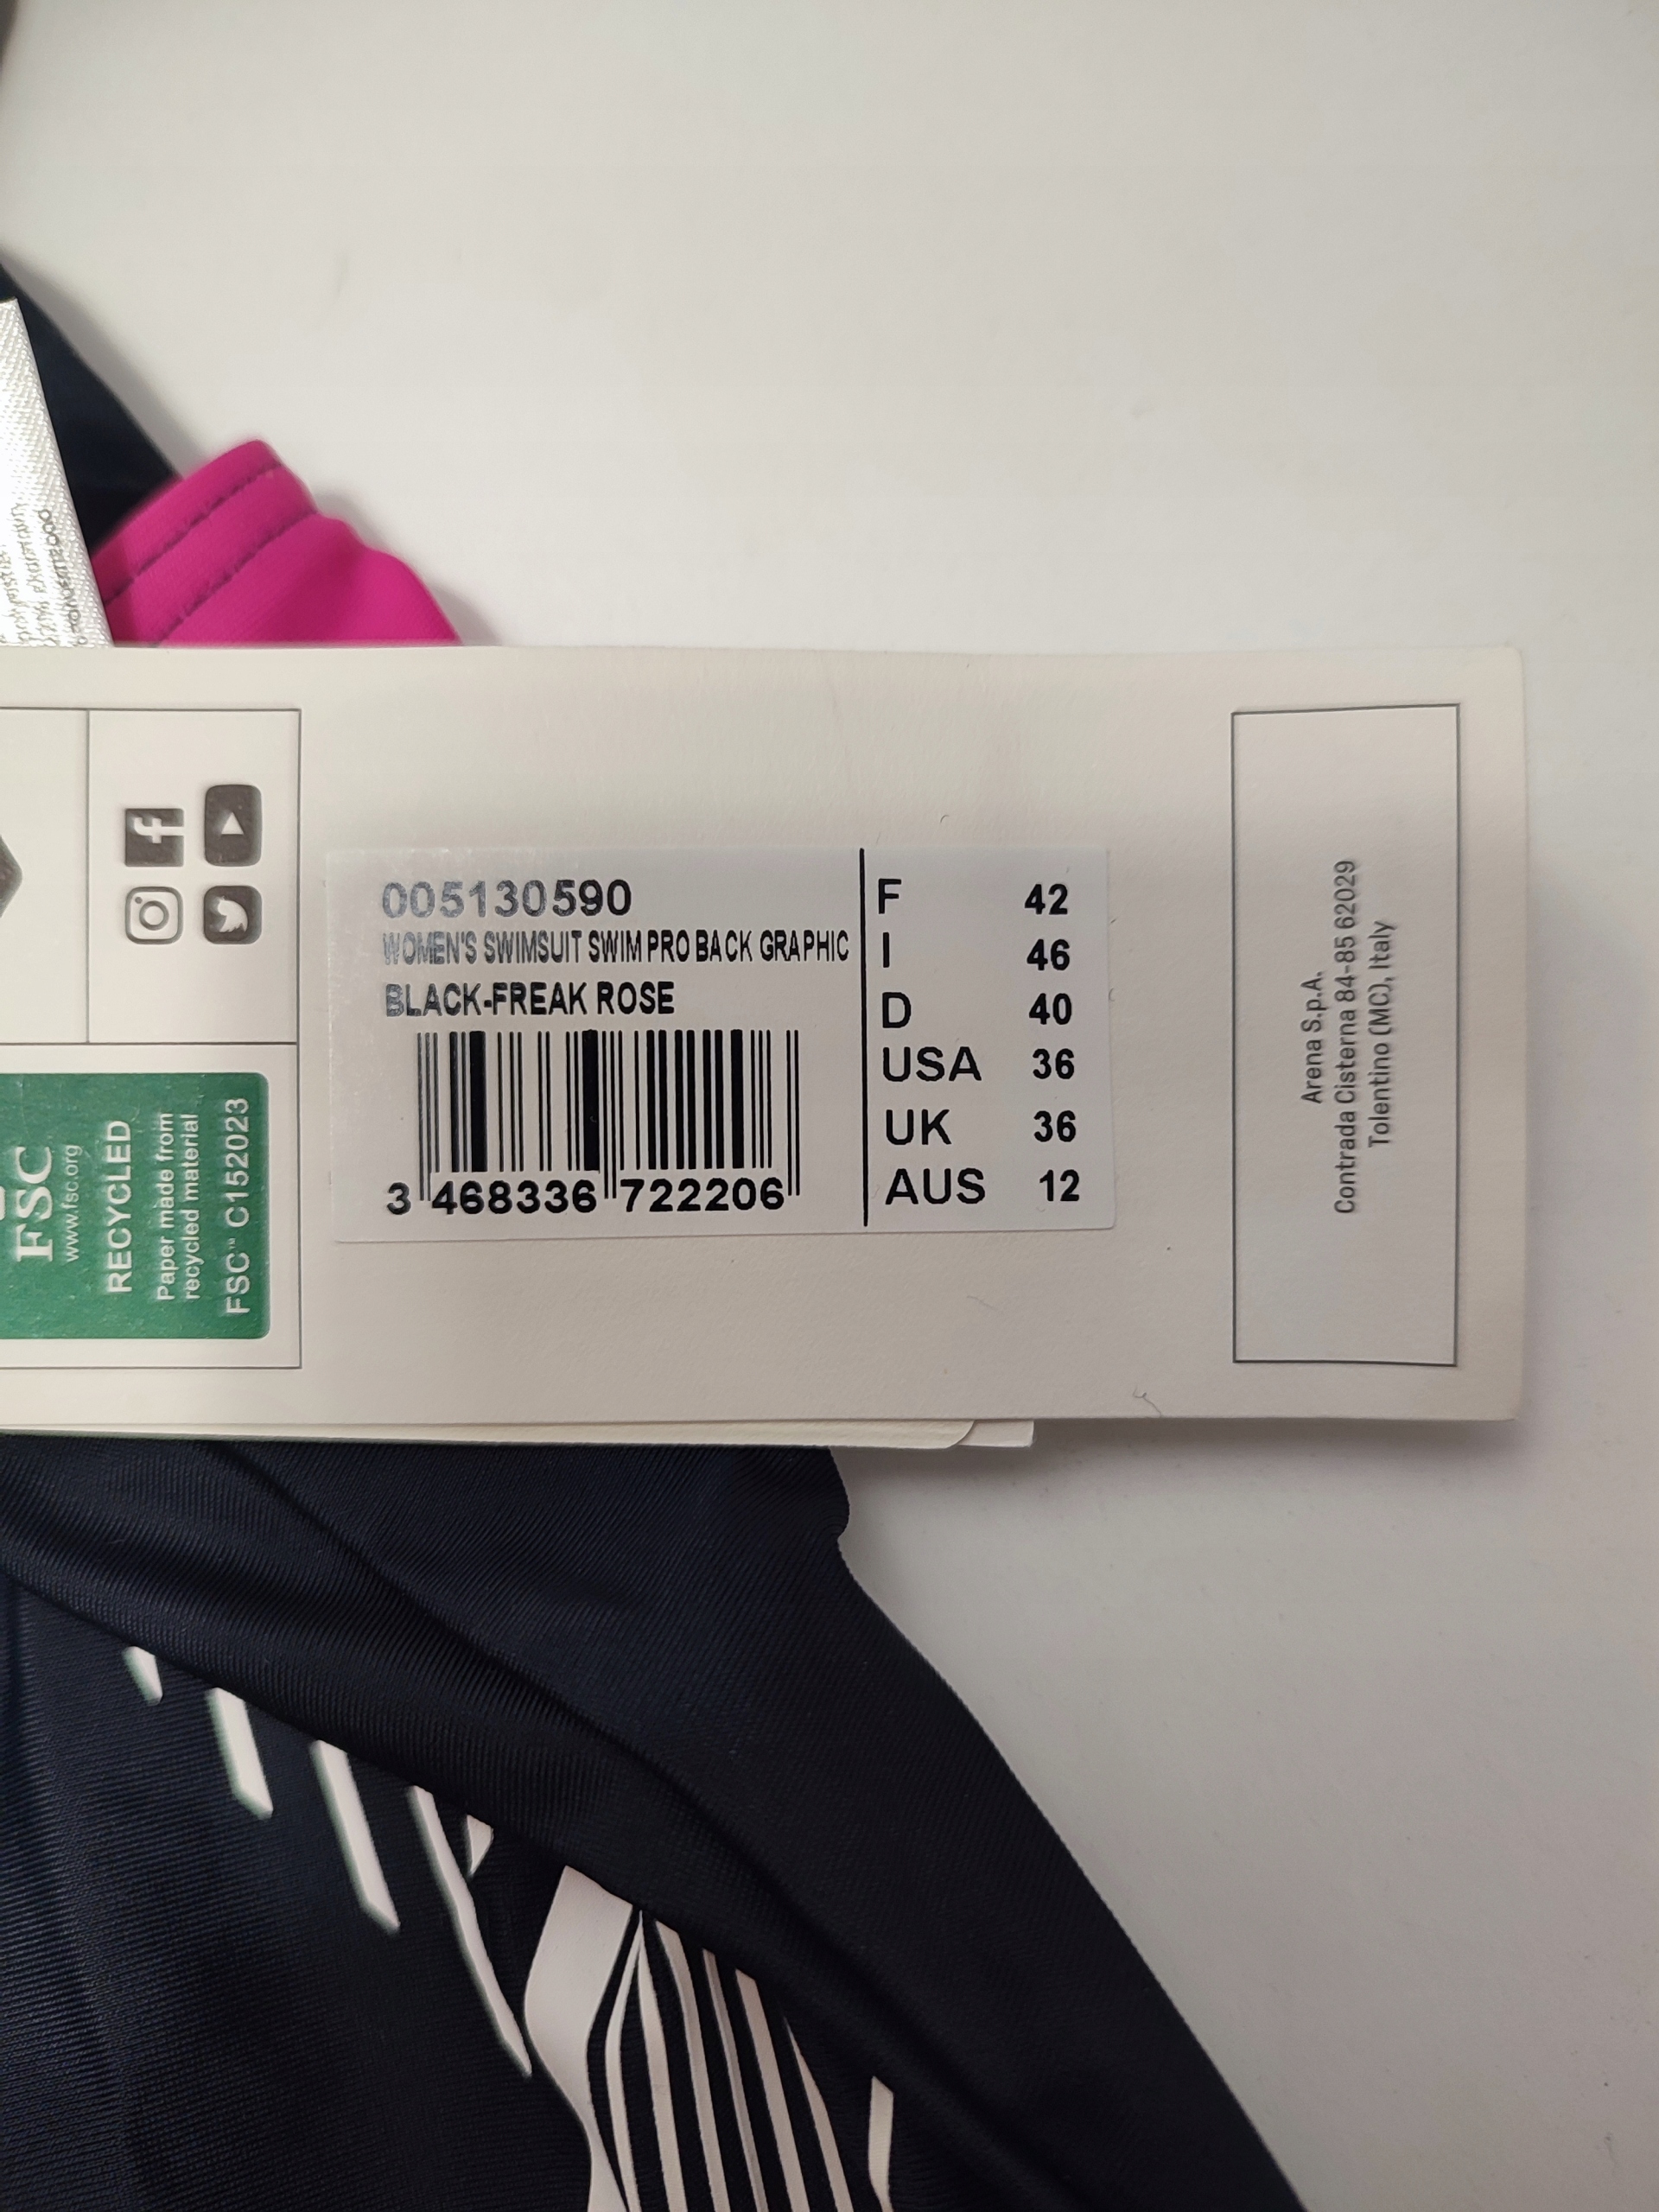 005130590
WOMEN'S SWIMSUIT SWIM PRO BACK GRAPHIC
BLACK-FREAK ROSE
3 468336 722206
F 42
I 46
D 40
USA 36
UK 36
AUS 12
Arena S.p.A.
Contrada Cisterna 84-85 62029
Tolentino (MC), Italy
FSC
www.fsc.org
RECYCLED
Paper made from
recycled material
FSC™ C152023